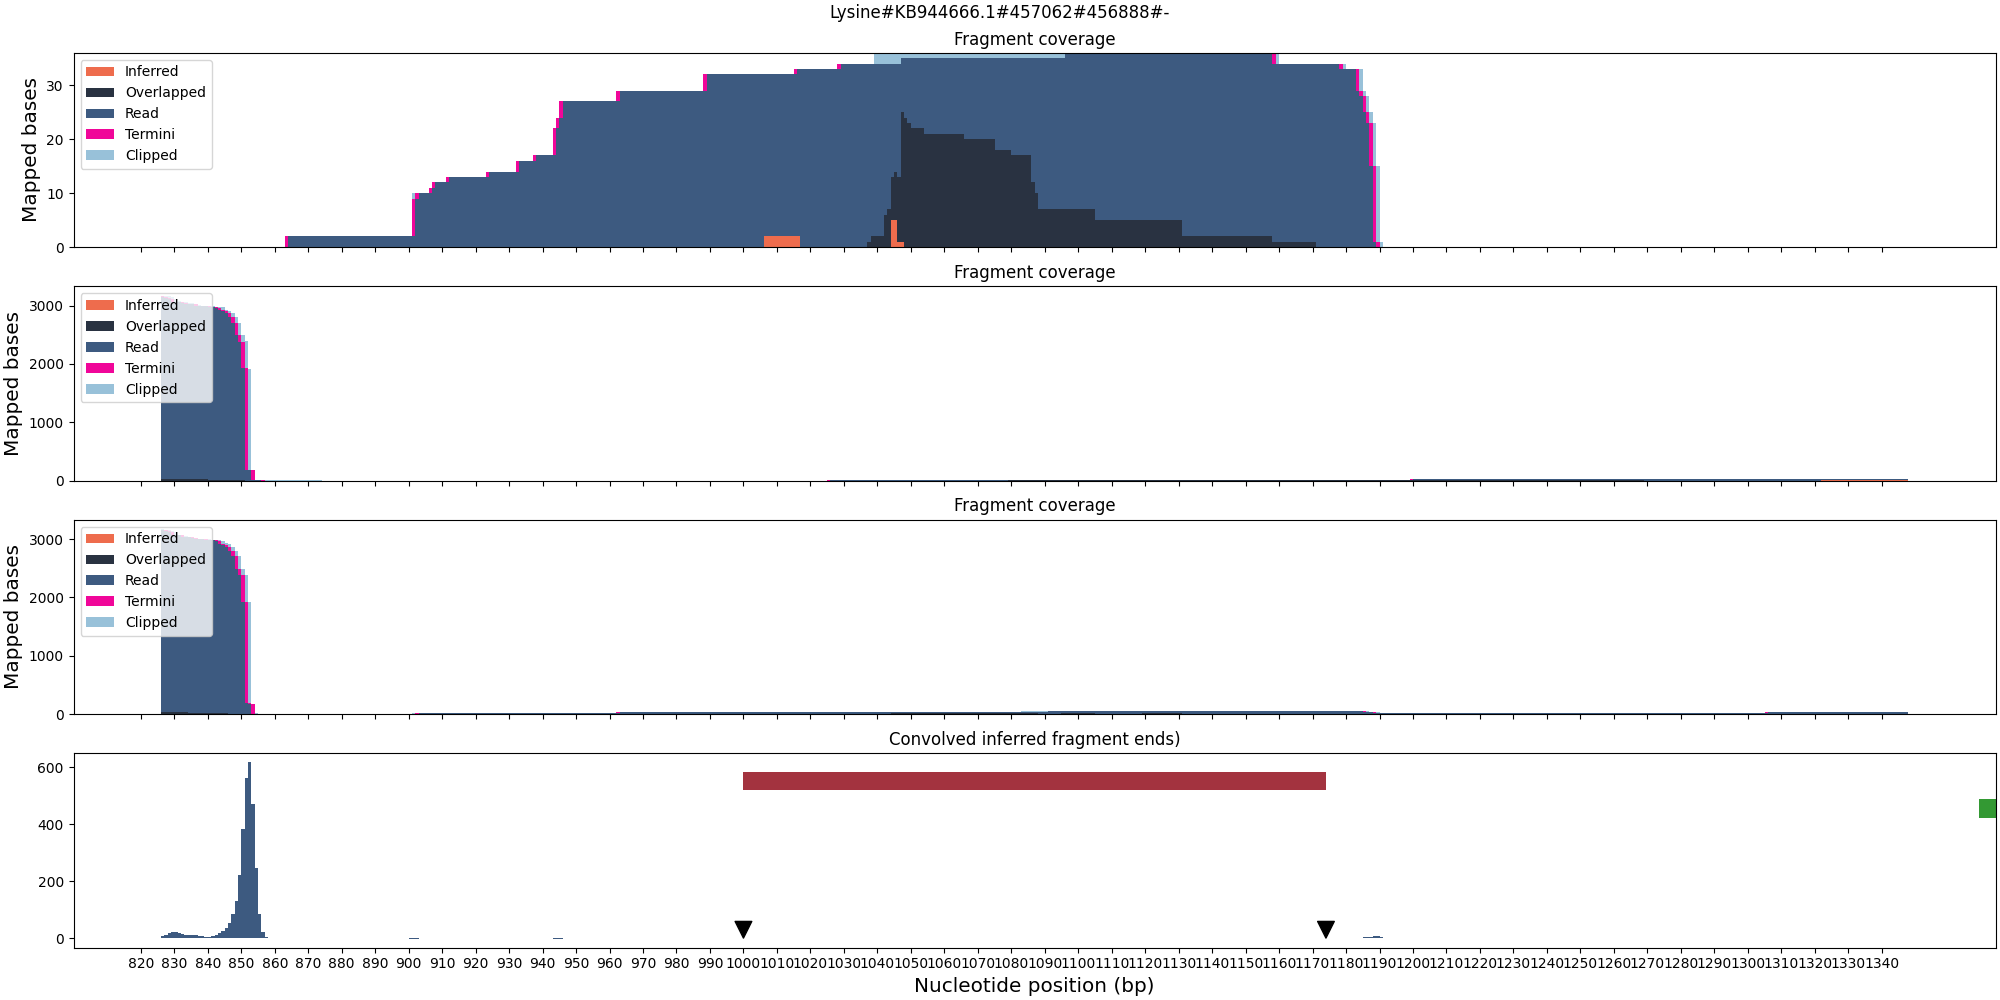 Lysine#KB944666.1#457062#456888#-
Fragment coverage
Mapped bases
30
20
10
0
Inferred
Overlapped
Read
Termini
Clipped
Fragment coverage
Mapped bases
3000
2000
1000
0
Inferred
Overlapped
Read
Termini
Clipped
Fragment coverage
Mapped bases
3000
2000
1000
0
Inferred
Overlapped
Read
Termini
Clipped
Convolved inferred fragment ends)
600
400
200
0
820 830 840 850 860 870 880 890 900 910 920 930 940 950 960 970 980 990 1000 1010 1020 1030 1040 1050 1060 1070 1080 1090 1100 1110 1120 1130 1140 1150 1160 1170 1180 1190 1200 1210 1220 1230 1240 1250 1260 1270 1280 1290 1300 1310 1320 1330 1340
Nucleotide position (bp)